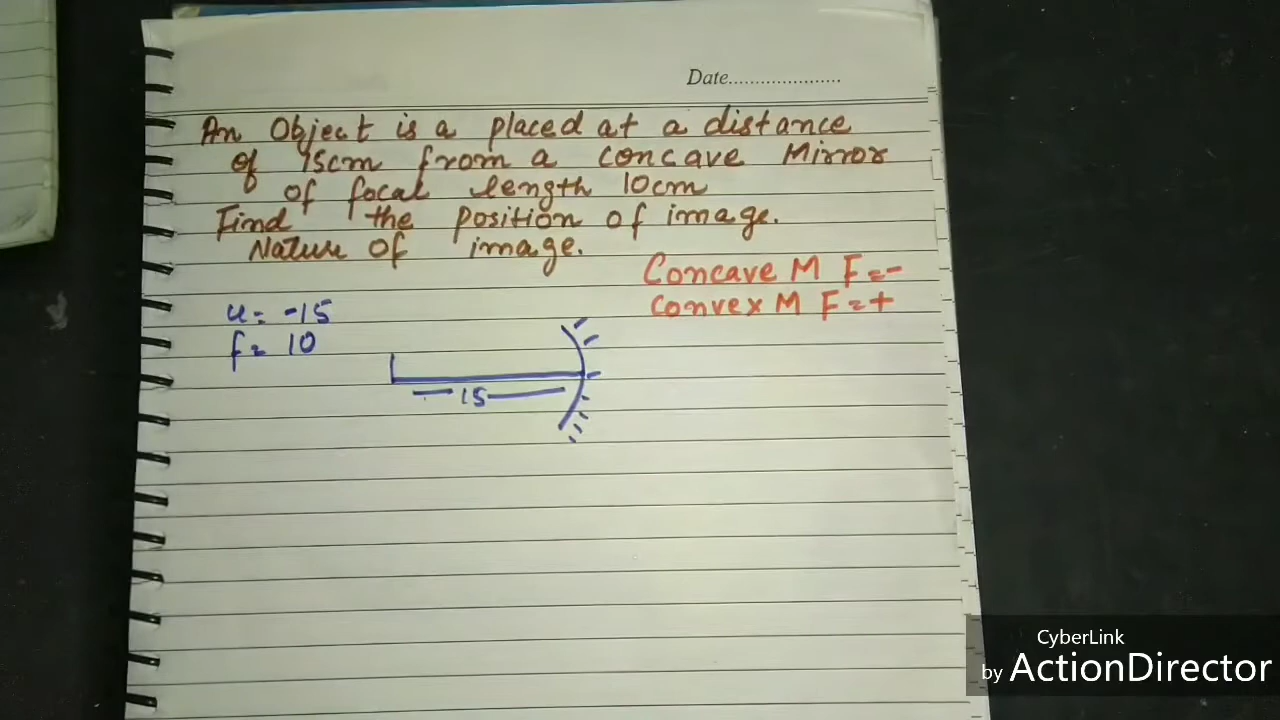 Date.....................
An Object is a placed at a distance
of 15cm from a concave Mirror
of focal length 10cm
Find the position of image.
Nature of image.
Concave M F=-
Convex M F=+
u= -15
f= 10
15
CyberLink
by ActionDirector